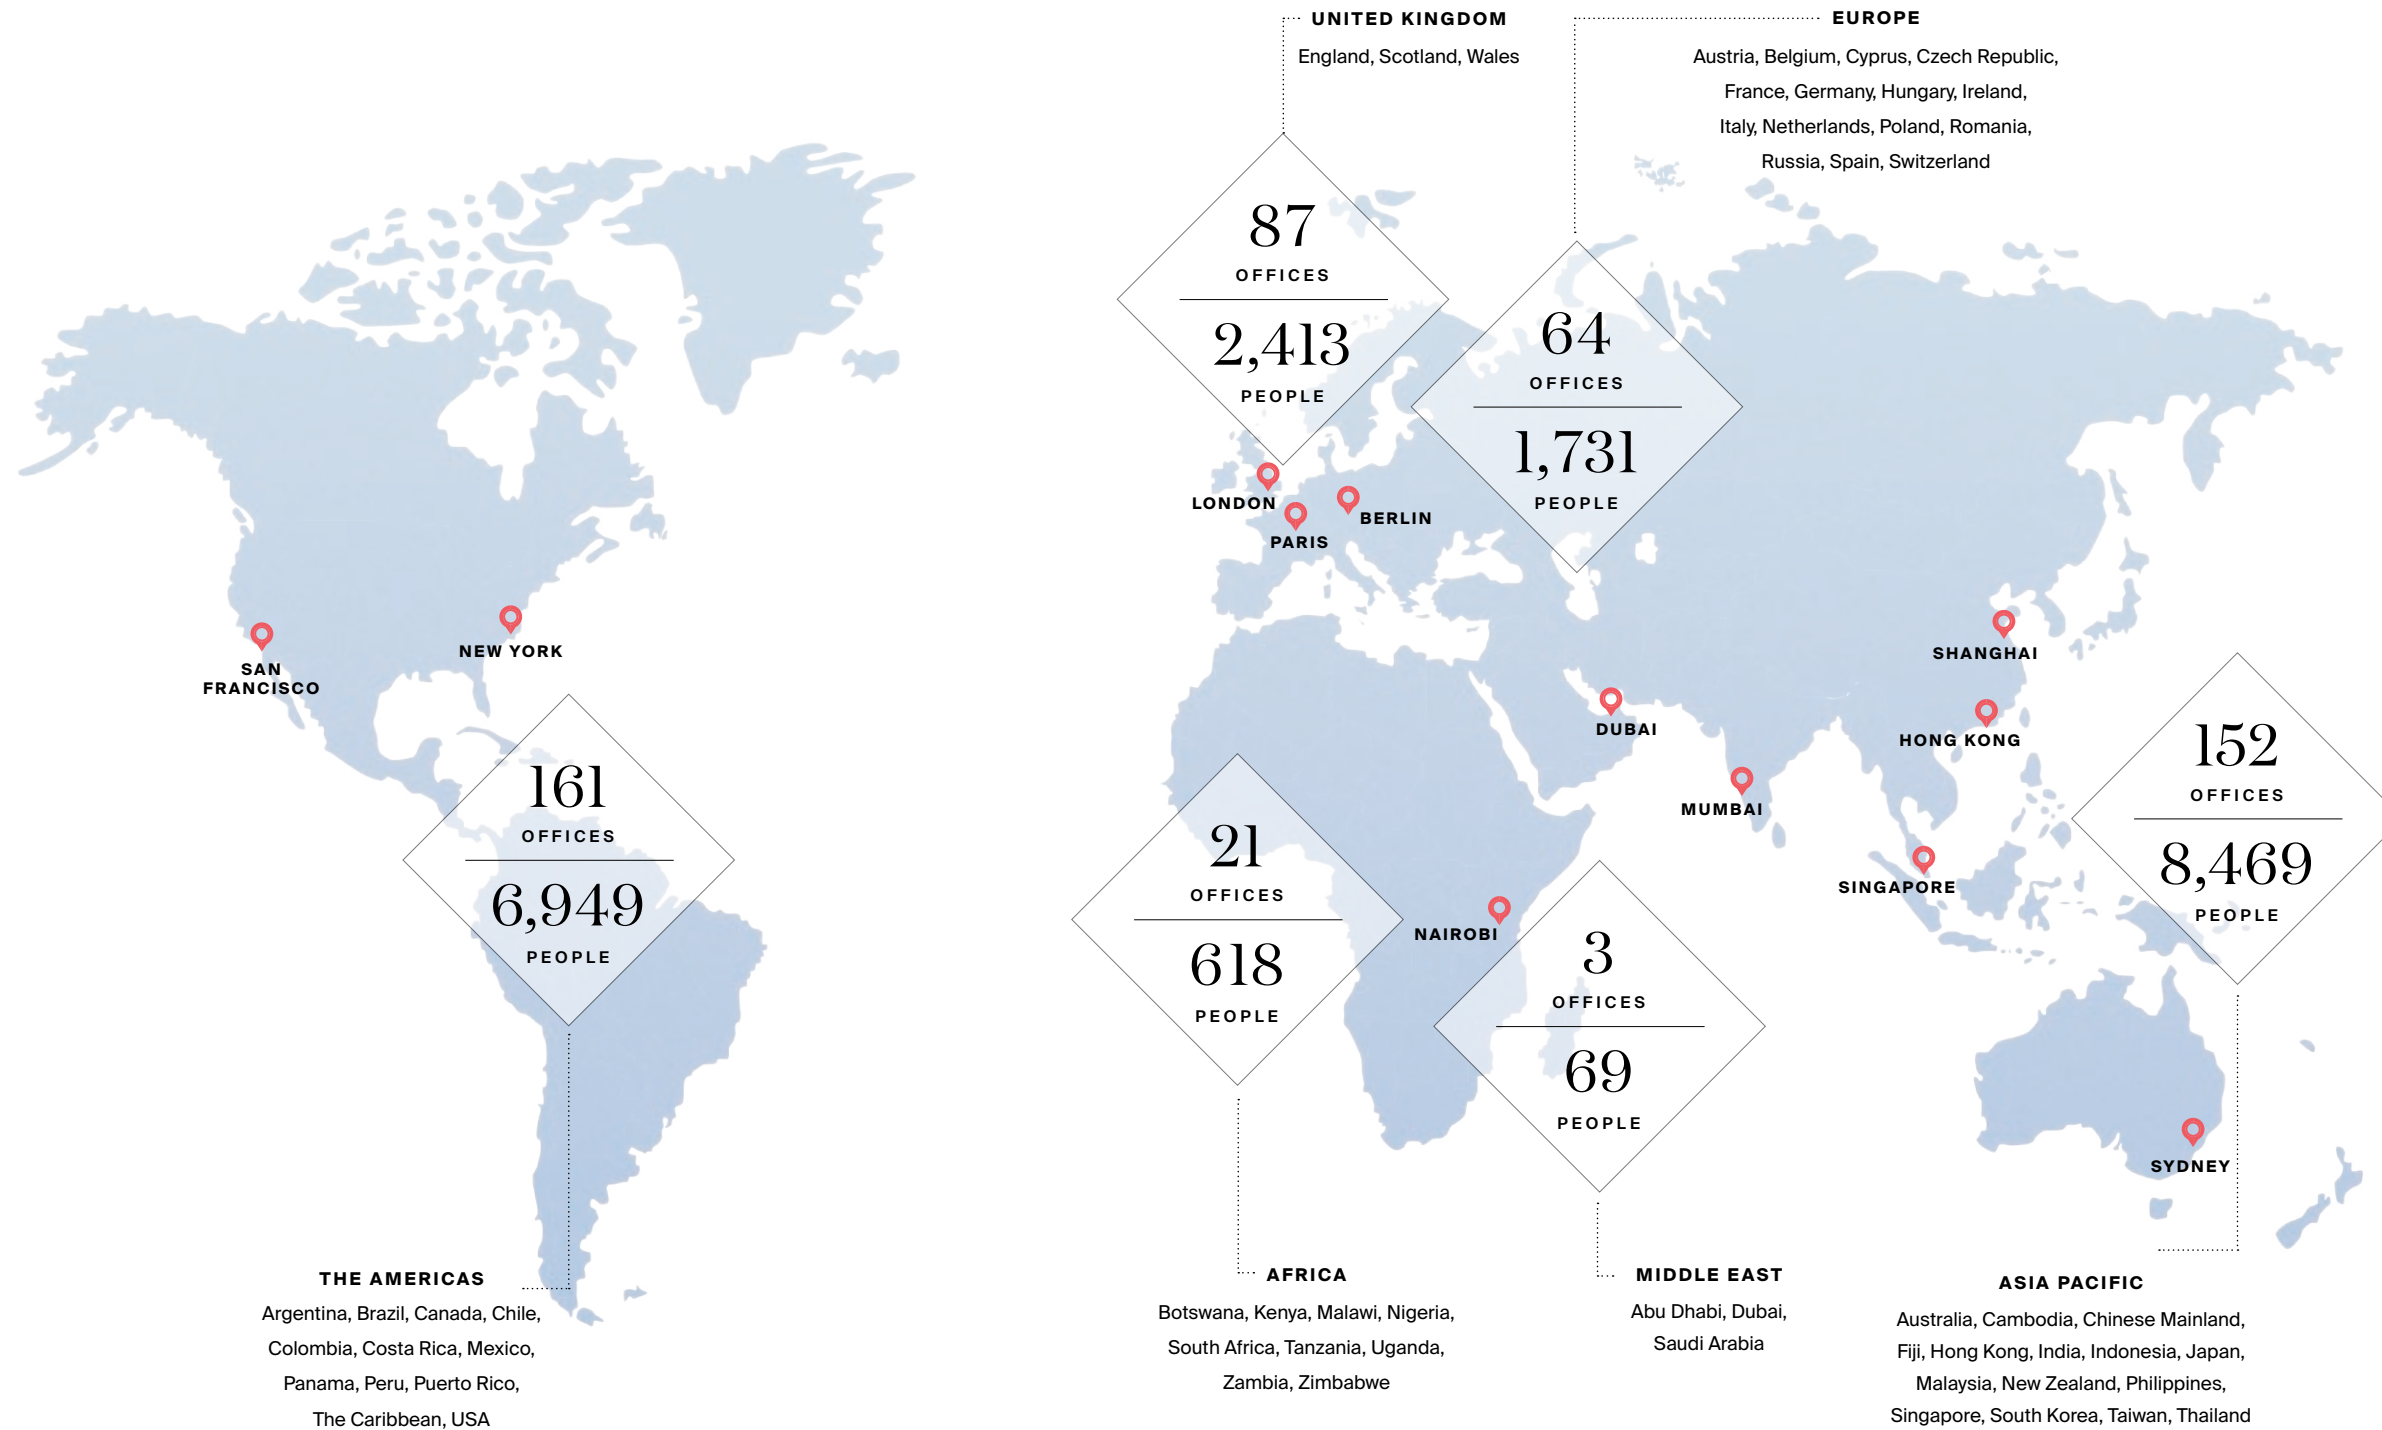 UNITED KINGDOM
England, Scotland, Wales
EUROPE
Austria, Belgium, Cyprus, Czech Republic,
France, Germany, Hungary, Ireland,
Italy, Netherlands, Poland, Romania,
Russia, Spain, Switzerland
87
OFFICES
2,413
PEOPLE
64
OFFICES
1,731
PEOPLE
LONDON
PARIS
BERLIN
SAN
FRANCISCO
NEW YORK
SHANGHAI
HONG KONG
DUBAI
MUMBAI
SINGAPORE
NAIROBI
SYDNEY
161
OFFICES
6,949
PEOPLE
21
OFFICES
618
PEOPLE
3
OFFICES
69
PEOPLE
152
OFFICES
8,469
PEOPLE
THE AMERICAS
Argentina, Brazil, Canada, Chile,
Colombia, Costa Rica, Mexico,
Panama, Peru, Puerto Rico,
The Caribbean, USA
AFRICA
Botswana, Kenya, Malawi, Nigeria,
South Africa, Tanzania, Uganda,
Zambia, Zimbabwe
MIDDLE EAST
Abu Dhabi, Dubai,
Saudi Arabia
ASIA PACIFIC
Australia, Cambodia, Chinese Mainland,
Fiji, Hong Kong, India, Indonesia, Japan,
Malaysia, New Zealand, Philippines,
Singapore, South Korea, Taiwan, Thailand